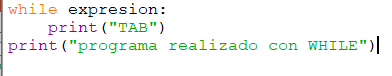 while expresion:
    print("TAB")
print("programa realizado con WHILE")